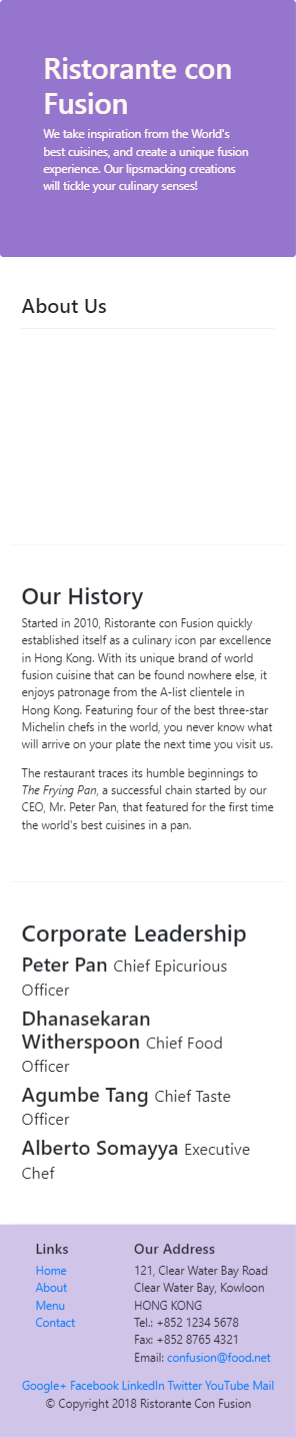 Ristorante con
Fusion
We take inspiration from the World's
best cuisines, and create a unique fusion
experience. Our lipsmacking creations
will tickle your culinary senses!
About Us
Our History
Started in 2010, Ristorante con Fusion quickly
established itself as a culinary icon par excellence
in Hong Kong. With its unique brand of world
fusion cuisine that can be found nowhere else, it
enjoys patronage from the A-list clientele in
Hong Kong. Featuring four of the best three-star
Michelin chefs in the world, you never know what
will arrive on your plate the next time you visit us.
The restaurant traces its humble beginnings to
The Frying Pan, a successful chain started by our
CEO, Mr. Peter Pan, that featured for the first time
the world's best cuisines in a pan.
Corporate Leadership
Peter Pan Chief Epicurious
Officer
Dhanasekaran
Witherspoon Chief Food
Officer
Agumbe Tang Chief Taste
Officer
Alberto Somayya Executive
Chef
Links
Home
About
Menu
Contact
Our Address
121, Clear Water Bay Road
Clear Water Bay, Kowloon
HONG KONG
Tel.: +852 1234 5678
Fax: +852 8765 4321
Email: confusion@food.net
Google+ Facebook LinkedIn Twitter YouTube Mail
© Copyright 2018 Ristorante Con Fusion